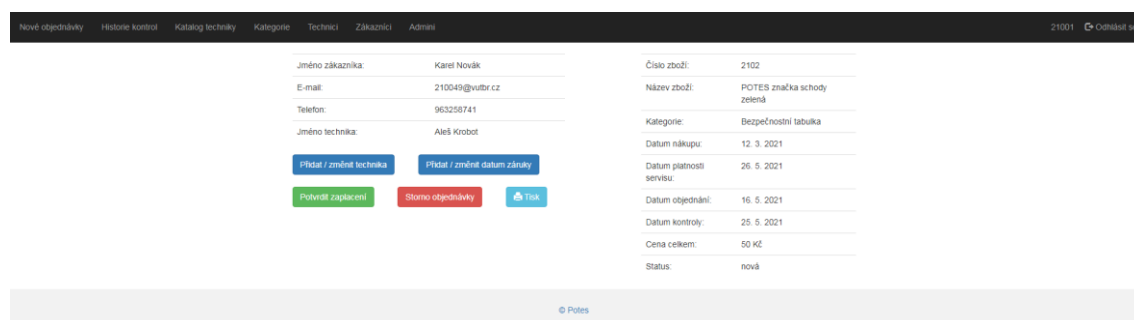 Nové objednávky Historie kontrol Katalog techniky Kategorie Technici Zákazníci Admini 21001 Odhlásit se
Jméno zákazníka: Karel Novák
E-mail: 210049@vutbr.cz
Telefon: 963258741
Jméno technika: Aleš Krobot
Přidat / změnit technika Přidat / změnit datum záruky
Potvrdit zaplacení Storno objednávky Tisk
Číslo zboží: 2102
Název zboží: POTES značka schody
zelená
Kategorie: Bezpečnostní tabulka
Datum nákupu: 12. 3. 2021
Datum platnosti 26. 5. 2021
servisu:
Datum objednání: 16. 5. 2021
Datum kontroly: 25. 5. 2021
Cena celkem: 50 Kč
Status: nová
© Potes